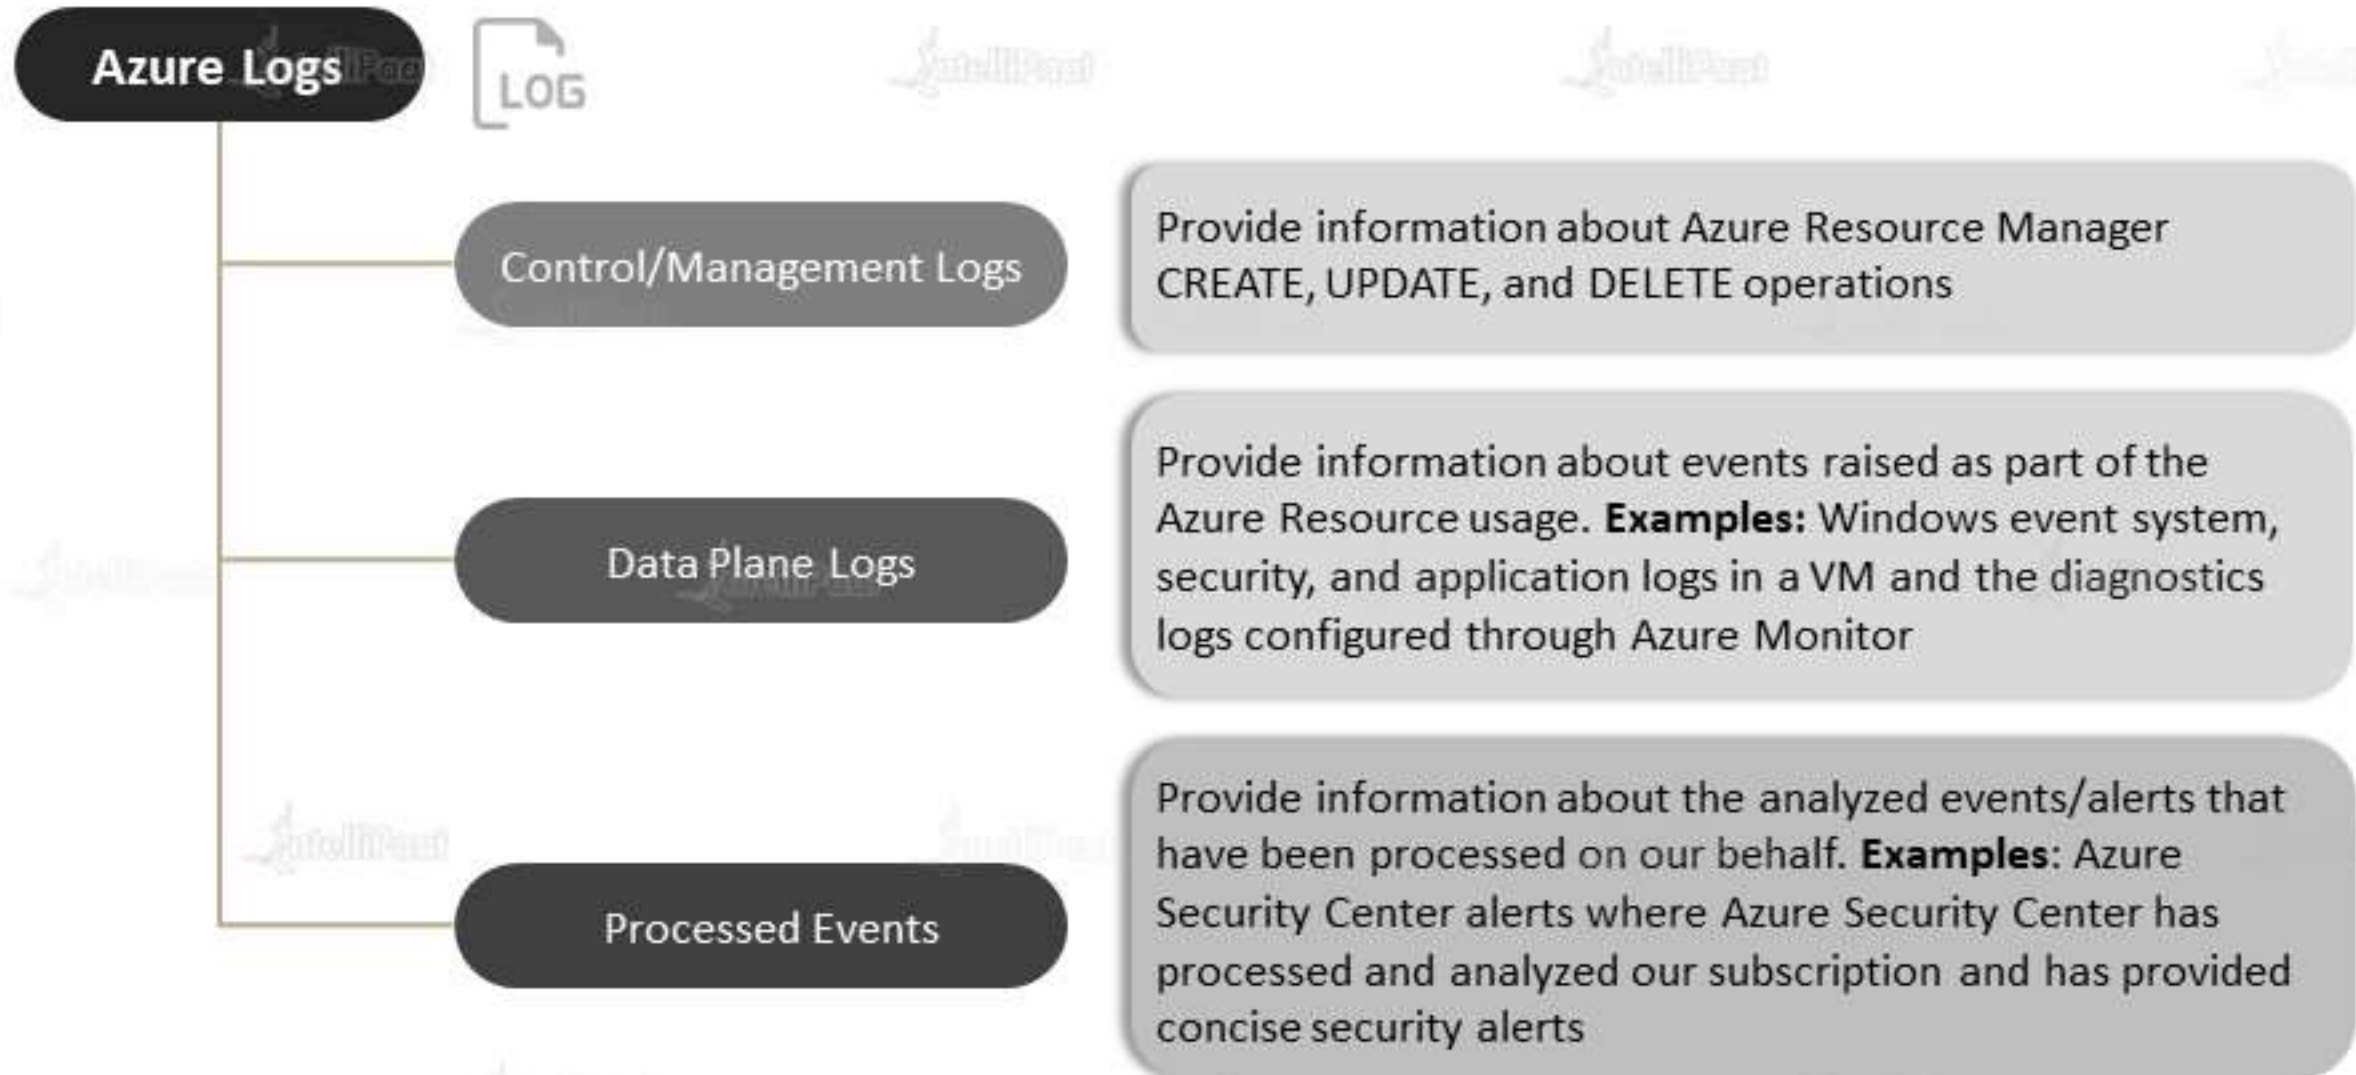 Azure Logs
LOG
Control/Management Logs
Provide information about Azure Resource Manager
CREATE, UPDATE, and DELETE operations
Data Plane Logs
Provide information about events raised as part of the
Azure Resource usage. Examples: Windows event system,
security, and application logs in a VM and the diagnostics
logs configured through Azure Monitor
Processed Events
Provide information about the analyzed events/alerts that
have been processed on our behalf. Examples: Azure
Security Center alerts where Azure Security Center has
processed and analyzed our subscription and has provided
concise security alerts